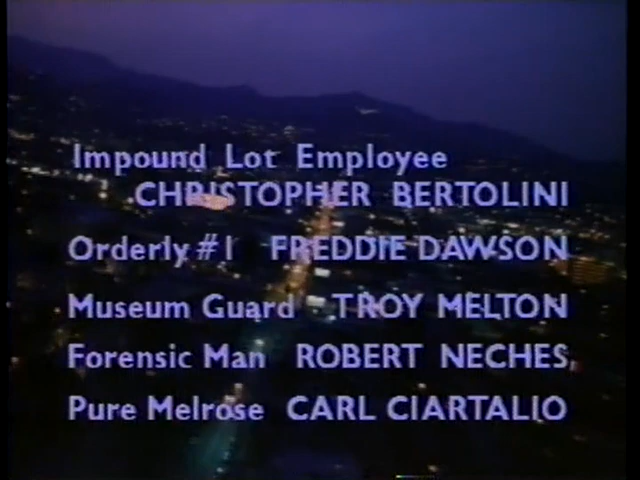 Impound Lot Employee
CHRISTOPHER BERTOLINI
Orderly #1 FREDDIE DAWSON
Museum Guard TROY MELTON
Forensic Man ROBERT NECHES
Pure Melrose CARL CIARTALIO